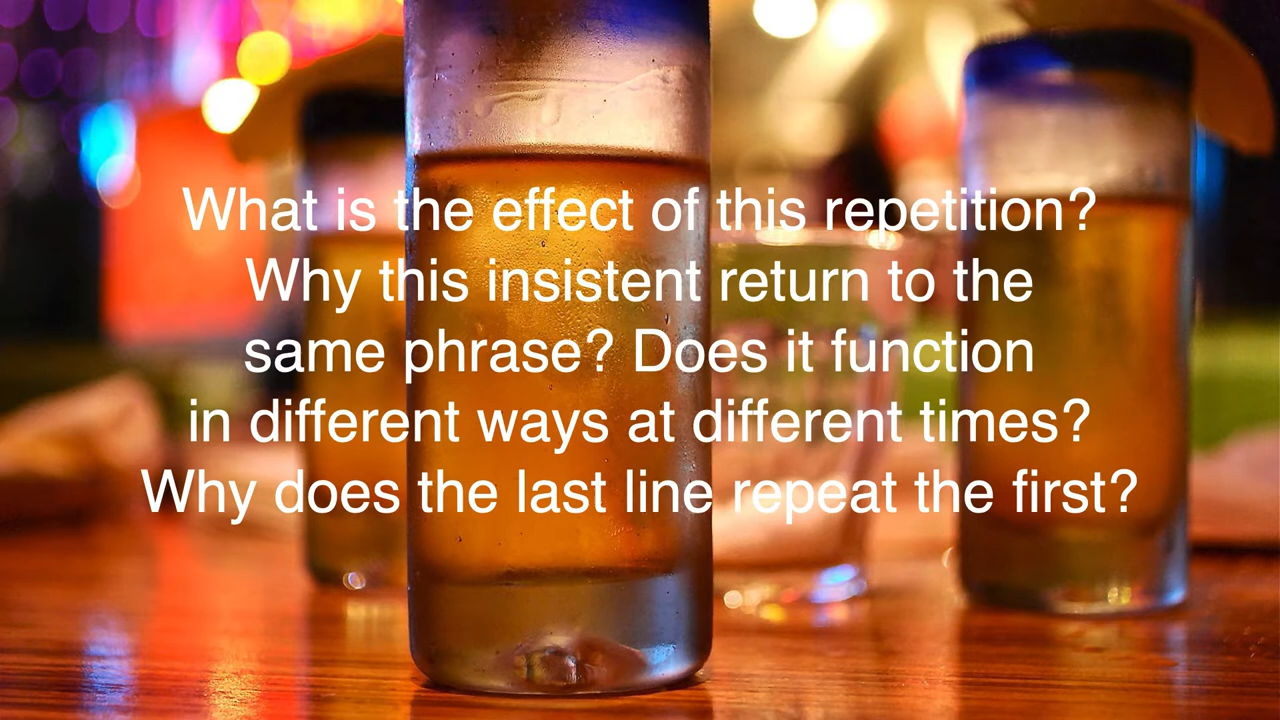 What is the effect of this repetition?
Why this insistent return to the
same phrase? Does it function
in different ways at different times?
Why does the last line repeat the first?